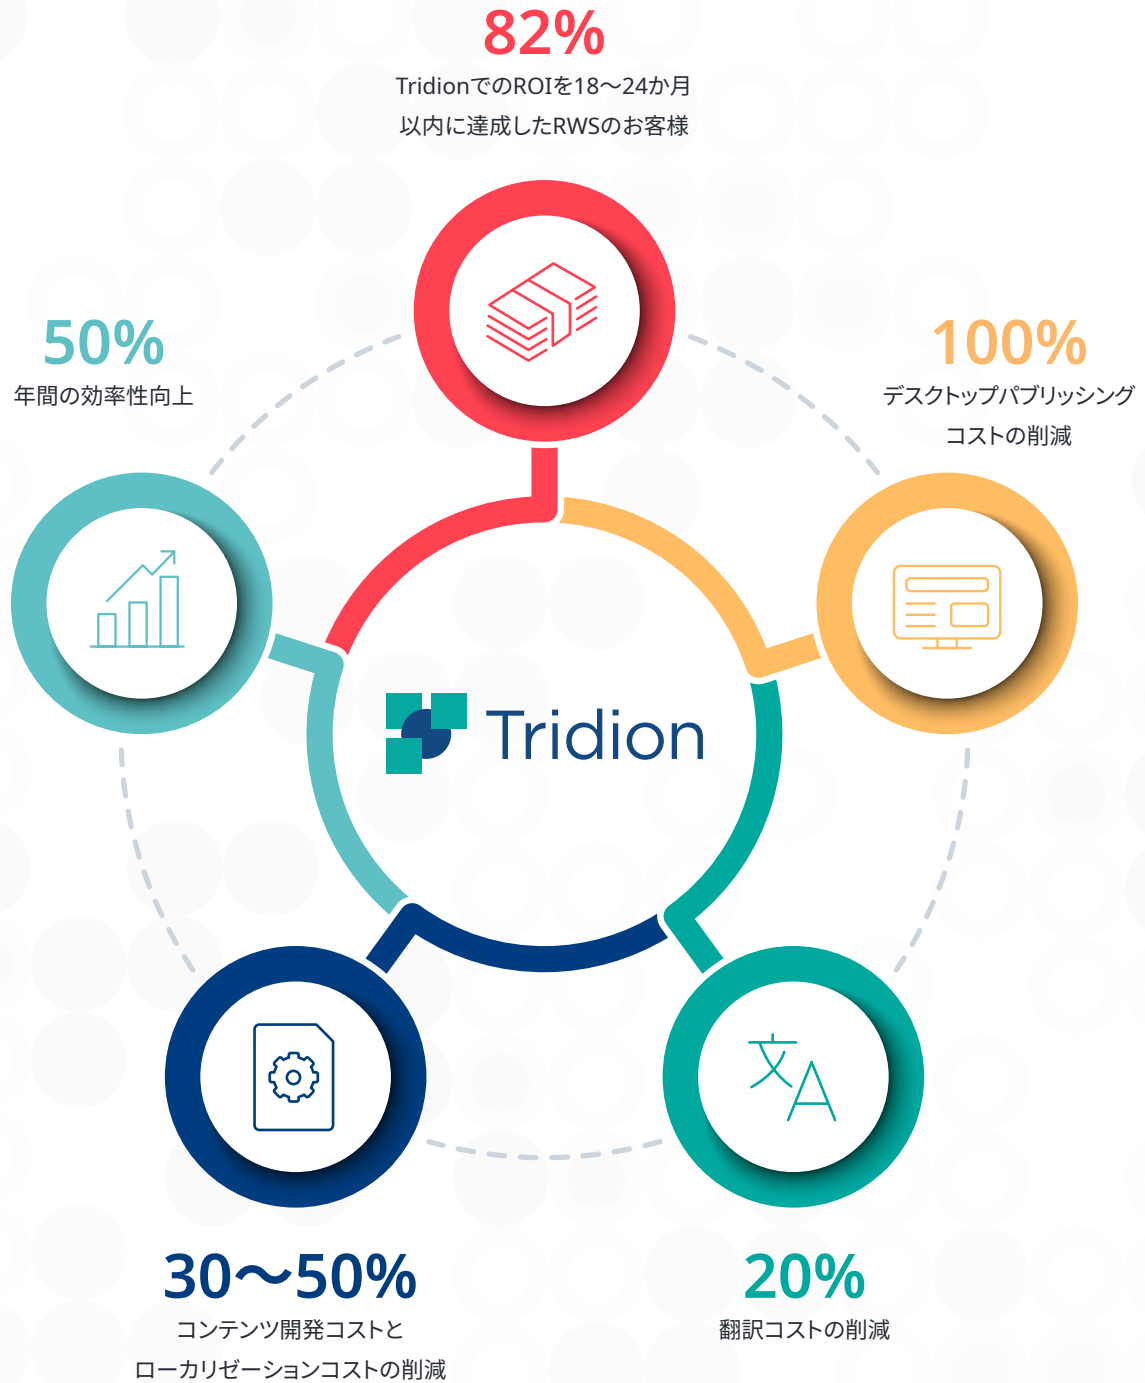 82%
TridionでのROIを18～24か月
以内に達成したRWSのお客様
50%
年間の効率性向上
100%
デスクトップパブリッシング
コストの削減
Tridion
30～50%
コンテンツ開発コストと
ローカリゼーションコストの削減
20%
翻訳コストの削減
文A